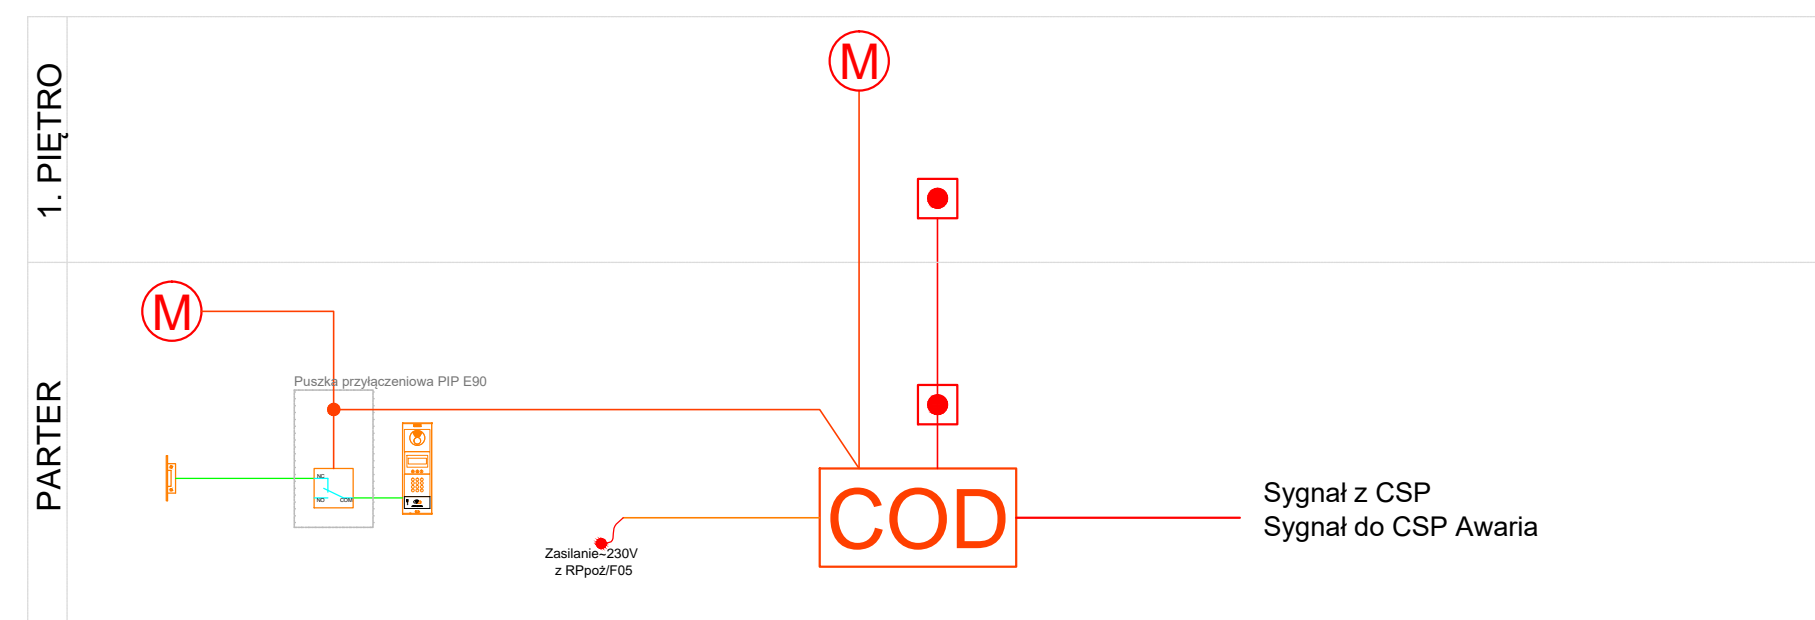 1. PIĘTRO
M
M
PARTER
Puszka przyłączeniowa PIP E90
NC
NO
COM
COD
Sygnał z CSP
Sygnał do CSP Awaria
Zasilanie~230V
z RPpoż/F05